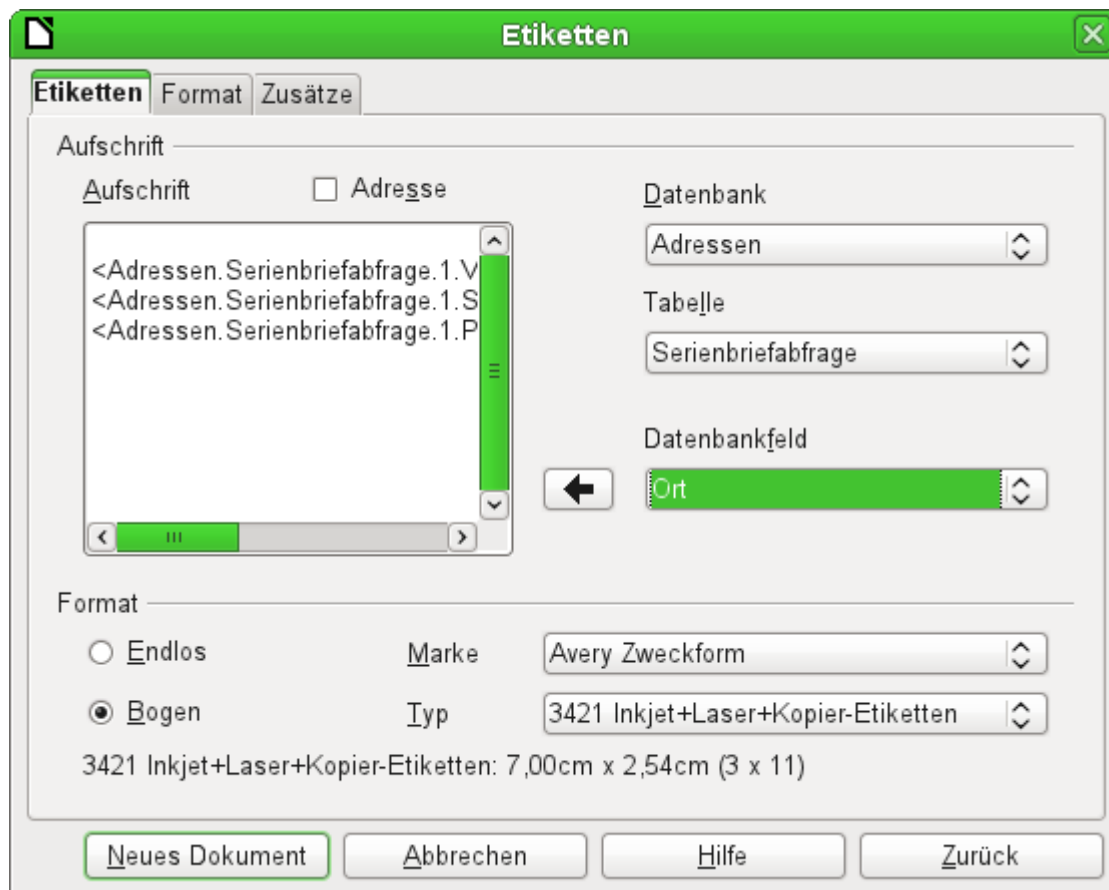 Etiketten
Etiketten Format Zusätze
Aufschrift
Aufschrift Adresse
<Adressen.Serienbriefabfrage.1.V
<Adressen.Serienbriefabfrage.1.S
<Adressen.Serienbriefabfrage.1.P
Datenbank
Adressen
Tabelle
Serienbriefabfrage
Datenbankfeld
Ort
Format
Endlos Marke Avery Zweckform
Bogen Typ 3421 Inkjet+Laser+Kopier-Etiketten
3421 Inkjet+Laser+Kopier-Etiketten: 7,00cm x 2,54cm (3 x 11)
Neues Dokument Abbrechen Hilfe Zurück